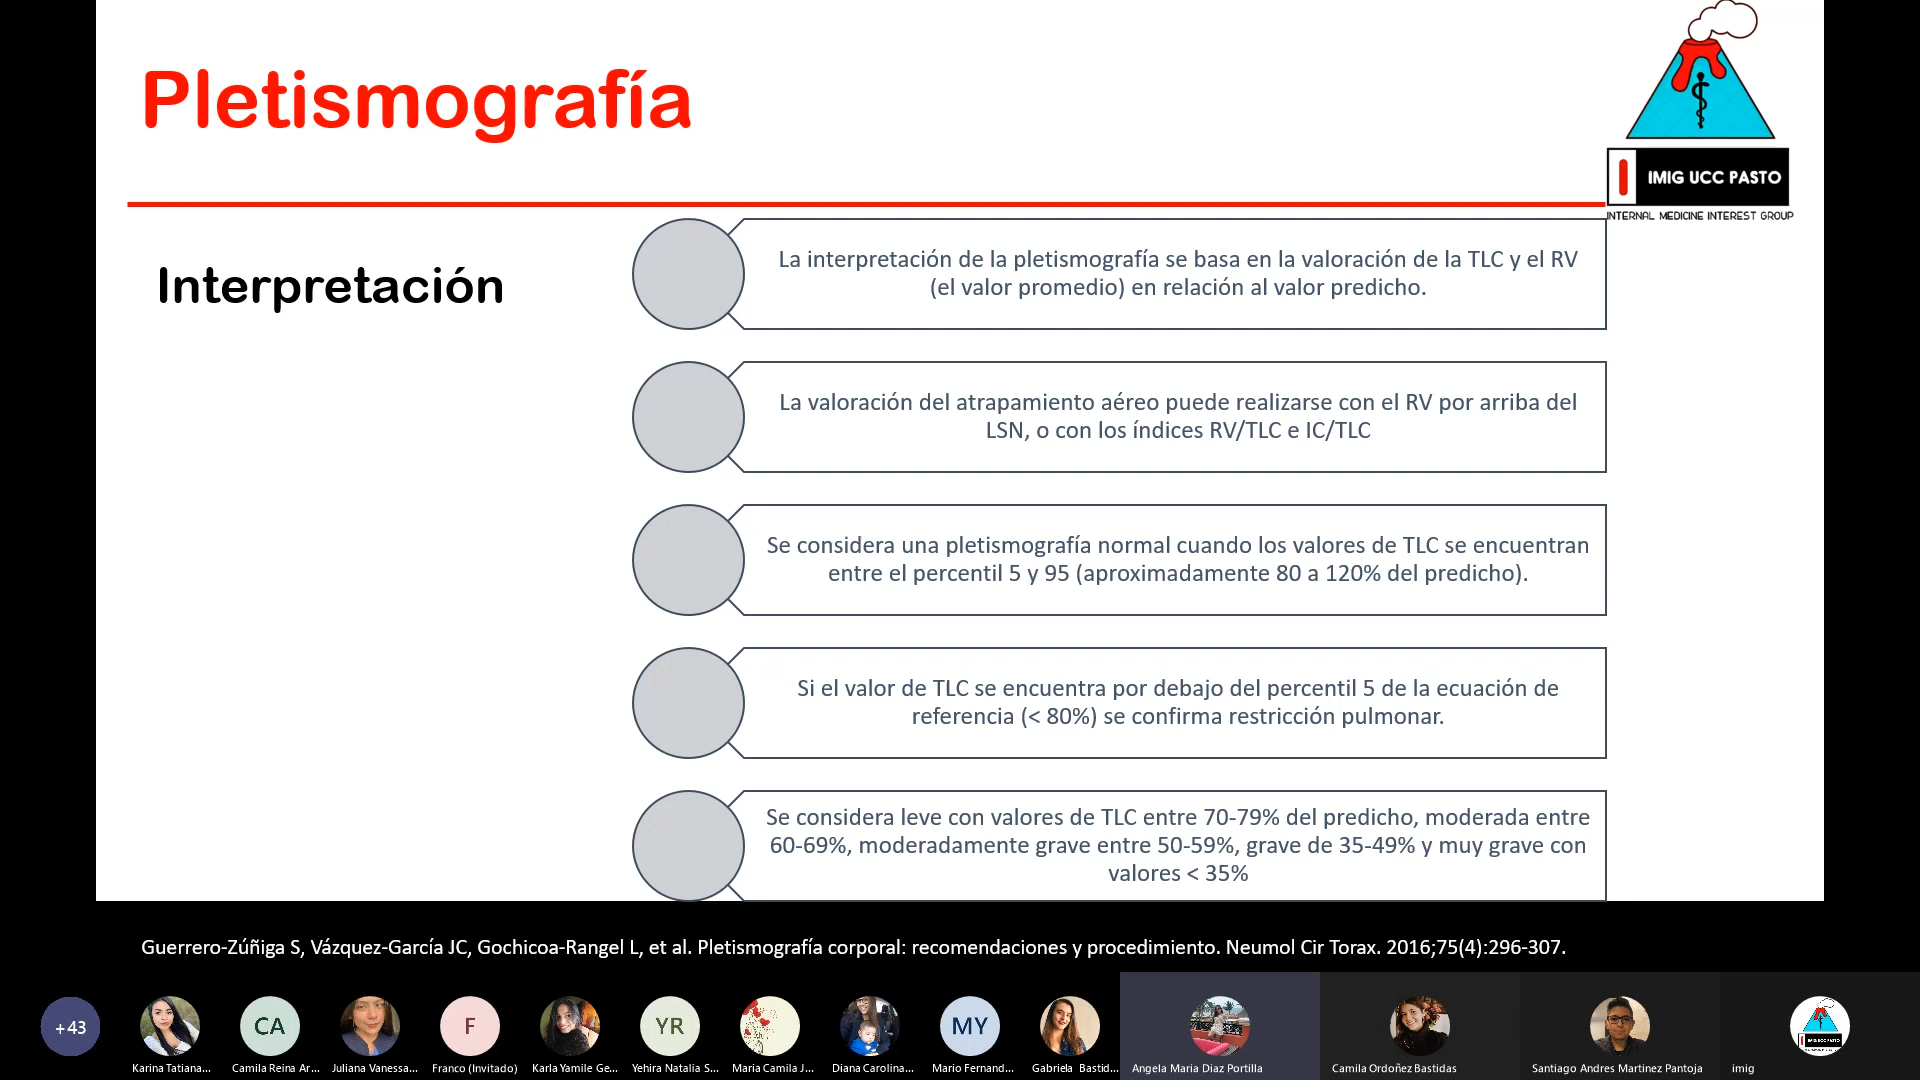 Pletismografía
IMIG UCC PASTO
INTERNAL MEDICINE INTEREST GROUP
Interpretación
La interpretación de la pletismografía se basa en la valoración de la TLC y el RV
(el valor promedio) en relación al valor predicho.
La valoración del atrapamiento aéreo puede realizarse con el RV por arriba del
LSN, o con los índices RV/TLC e IC/TLC
Se considera una pletismografía normal cuando los valores de TLC se encuentran
entre el percentil 5 y 95 (aproximadamente 80 a 120% del predicho).
Si el valor de TLC se encuentra por debajo del percentil 5 de la ecuación de
referencia (< 80%) se confirma restricción pulmonar.
Se considera leve con valores de TLC entre 70-79% del predicho, moderada entre
60-69%, moderadamente grave entre 50-59%, grave de 35-49% y muy grave con
valores < 35%
Guerrero-Zúñiga S, Vázquez-García JC, Gochicoa-Rangel L, et al. Pletismografía corporal: recomendaciones y procedimiento. Neumol Cir Torax. 2016;75(4):296-307.
+43
CA
F
YR
MY
Karina Tatiana...
Camila Reina Ar...
Juliana Vanessa...
Franco (Invitado)
Karla Yamile Ge...
Yehira Natalia S...
Maria Camila J...
Diana Carolina...
Mario Fernand...
Gabriela Bastid...
Angela Maria Diaz Portilla
Camila Ordoñez Bastidas
Santiago Andres Martinez Pantoja
imig